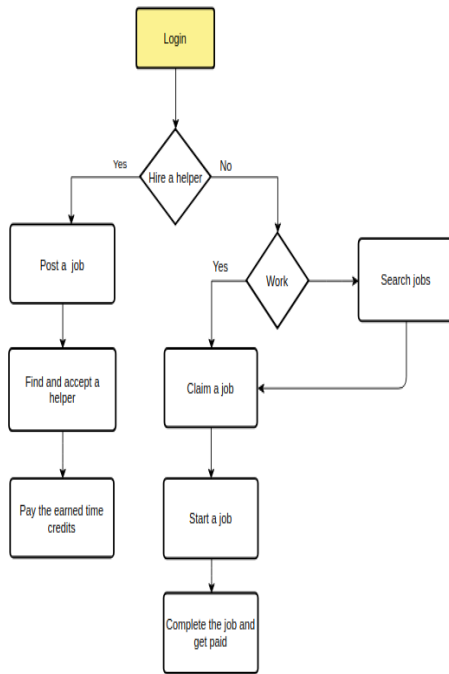 Login
Yes
Hire a helper
No
Post a job
Yes
Work
Search jobs
Find and accept a
helper
Claim a job
Pay the earned time
credits
Start a job
Complete the job and
get paid